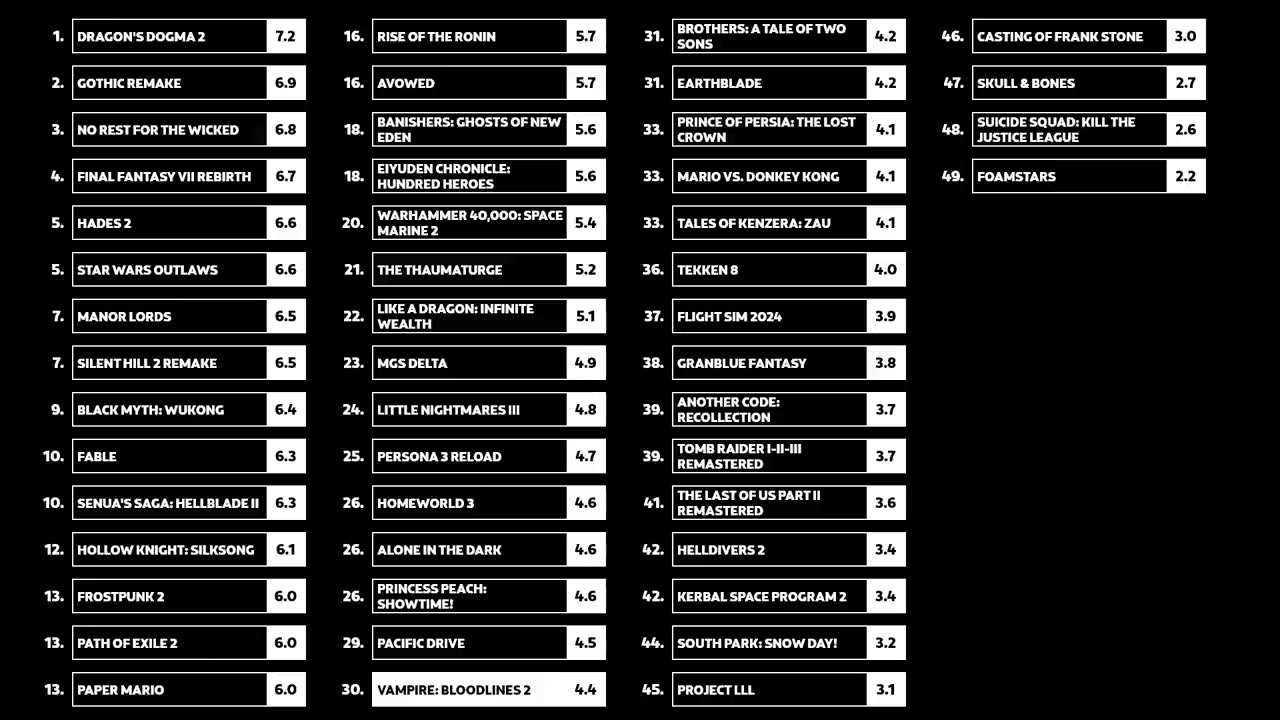 1. DRAGON'S DOGMA 2 7.2
2. GOTHIC REMAKE 6.9
3. NO REST FOR THE WICKED 6.8
4. FINAL FANTASY VII REBIRTH 6.7
5. HADES 2 6.6
5. STAR WARS OUTLAWS 6.6
7. MANOR LORDS 6.5
7. SILENT HILL 2 REMAKE 6.5
9. BLACK MYTH: WUKONG 6.4
10. FABLE 6.3
10. SENUA'S SAGA: HELLBLADE II 6.3
12. HOLLOW KNIGHT: SILKSONG 6.1
13. FROSTPUNK 2 6.0
13. PATH OF EXILE 2 6.0
13. PAPER MARIO 6.0
16. RISE OF THE RONIN 5.7
16. AVOWED 5.7
18. BANISHERS: GHOSTS OF NEW
EDEN 5.6
18. EIYUDEN CHRONICLE:
HUNDRED HEROES 5.6
20. WARHAMMER 40,000: SPACE
MARINE 2 5.4
21. THE THAUMATURGE 5.2
22. LIKE A DRAGON: INFINITE
WEALTH 5.1
23. MGS DELTA 4.9
24. LITTLE NIGHTMARES III 4.8
25. PERSONA 3 RELOAD 4.7
26. HOMEWORLD 3 4.6
26. ALONE IN THE DARK 4.6
26. PRINCESS PEACH:
SHOWTIME! 4.6
29. PACIFIC DRIVE 4.5
30. VAMPIRE: BLOODLINES 2 4.4
31. BROTHERS: A TALE OF TWO
SONS 4.2
31. EARTHBLADE 4.2
33. PRINCE OF PERSIA: THE LOST
CROWN 4.1
33. MARIO VS. DONKEY KONG 4.1
33. TALES OF KENZERA: ZAU 4.1
36. TEKKEN 8 4.0
37. FLIGHT SIM 2024 3.9
38. GRANBLUE FANTASY 3.8
39. ANOTHER CODE:
RECOLLECTION 3.7
39. TOMB RAIDER I-II-III
REMASTERED 3.7
41. THE LAST OF US PART II
REMASTERED 3.6
42. HELLDIVERS 2 3.4
42. KERBAL SPACE PROGRAM 2 3.4
44. SOUTH PARK: SNOW DAY! 3.2
45. PROJECT LLL 3.1
46. CASTING OF FRANK STONE 3.0
47. SKULL & BONES 2.7
48. SUICIDE SQUAD: KILL THE
JUSTICE LEAGUE 2.6
49. FOAMSTARS 2.2